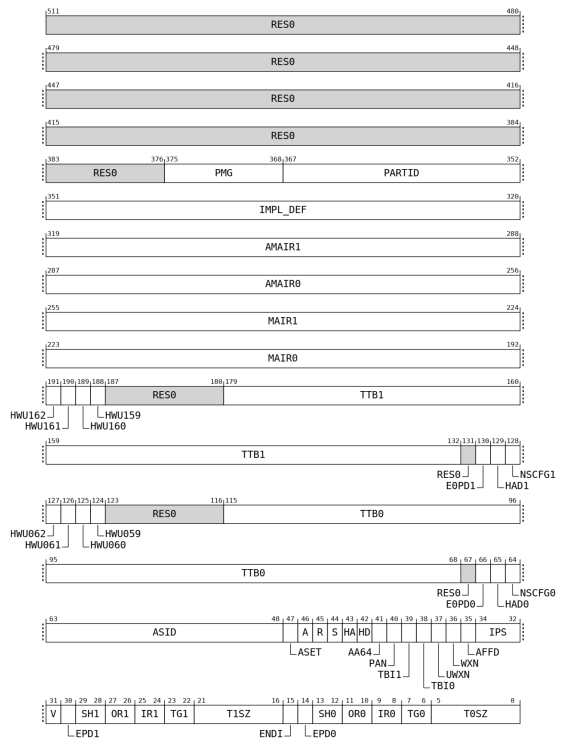 511 480
RES0
479 448
RES0
447 416
RES0
415 384
RES0
383 376 375 368 367 352
RES0 PMG PARTID
351 320
IMPL_DEF
319 288
AMAIR1
287 256
AMAIR0
255 224
MAIR1
223 192
MAIR0
191 190 189 188 187 180 179 160
RES0 TTB1
HWU162 HWU159
HWU161 HWU160
159 132 131 130 129 128
TTB1
RES0 NSCFG1
E0PD1 HAD1
127 126 125 124 123 116 115 96
RES0 TTB0
HWU062 HWU059
HWU061 HWU060
95 68 67 66 65 64
TTB0
RES0 NSCFG0
E0PD0 HAD0
63 48 47 46 45 44 43 42 41 40 39 38 37 36 35 34 32
ASID A R S HA HD IPS
ASET AA64 AFFD
PAN WXN
TBI1 UWXN
TBI0
31 30 29 28 27 26 25 24 23 22 21 16 15 14 13 12 11 10 9 8 7 6 5 0
V SH1 OR1 IR1 TG1 T1SZ SH0 OR0 IR0 TG0 T0SZ
EPD1 ENDI EPD0